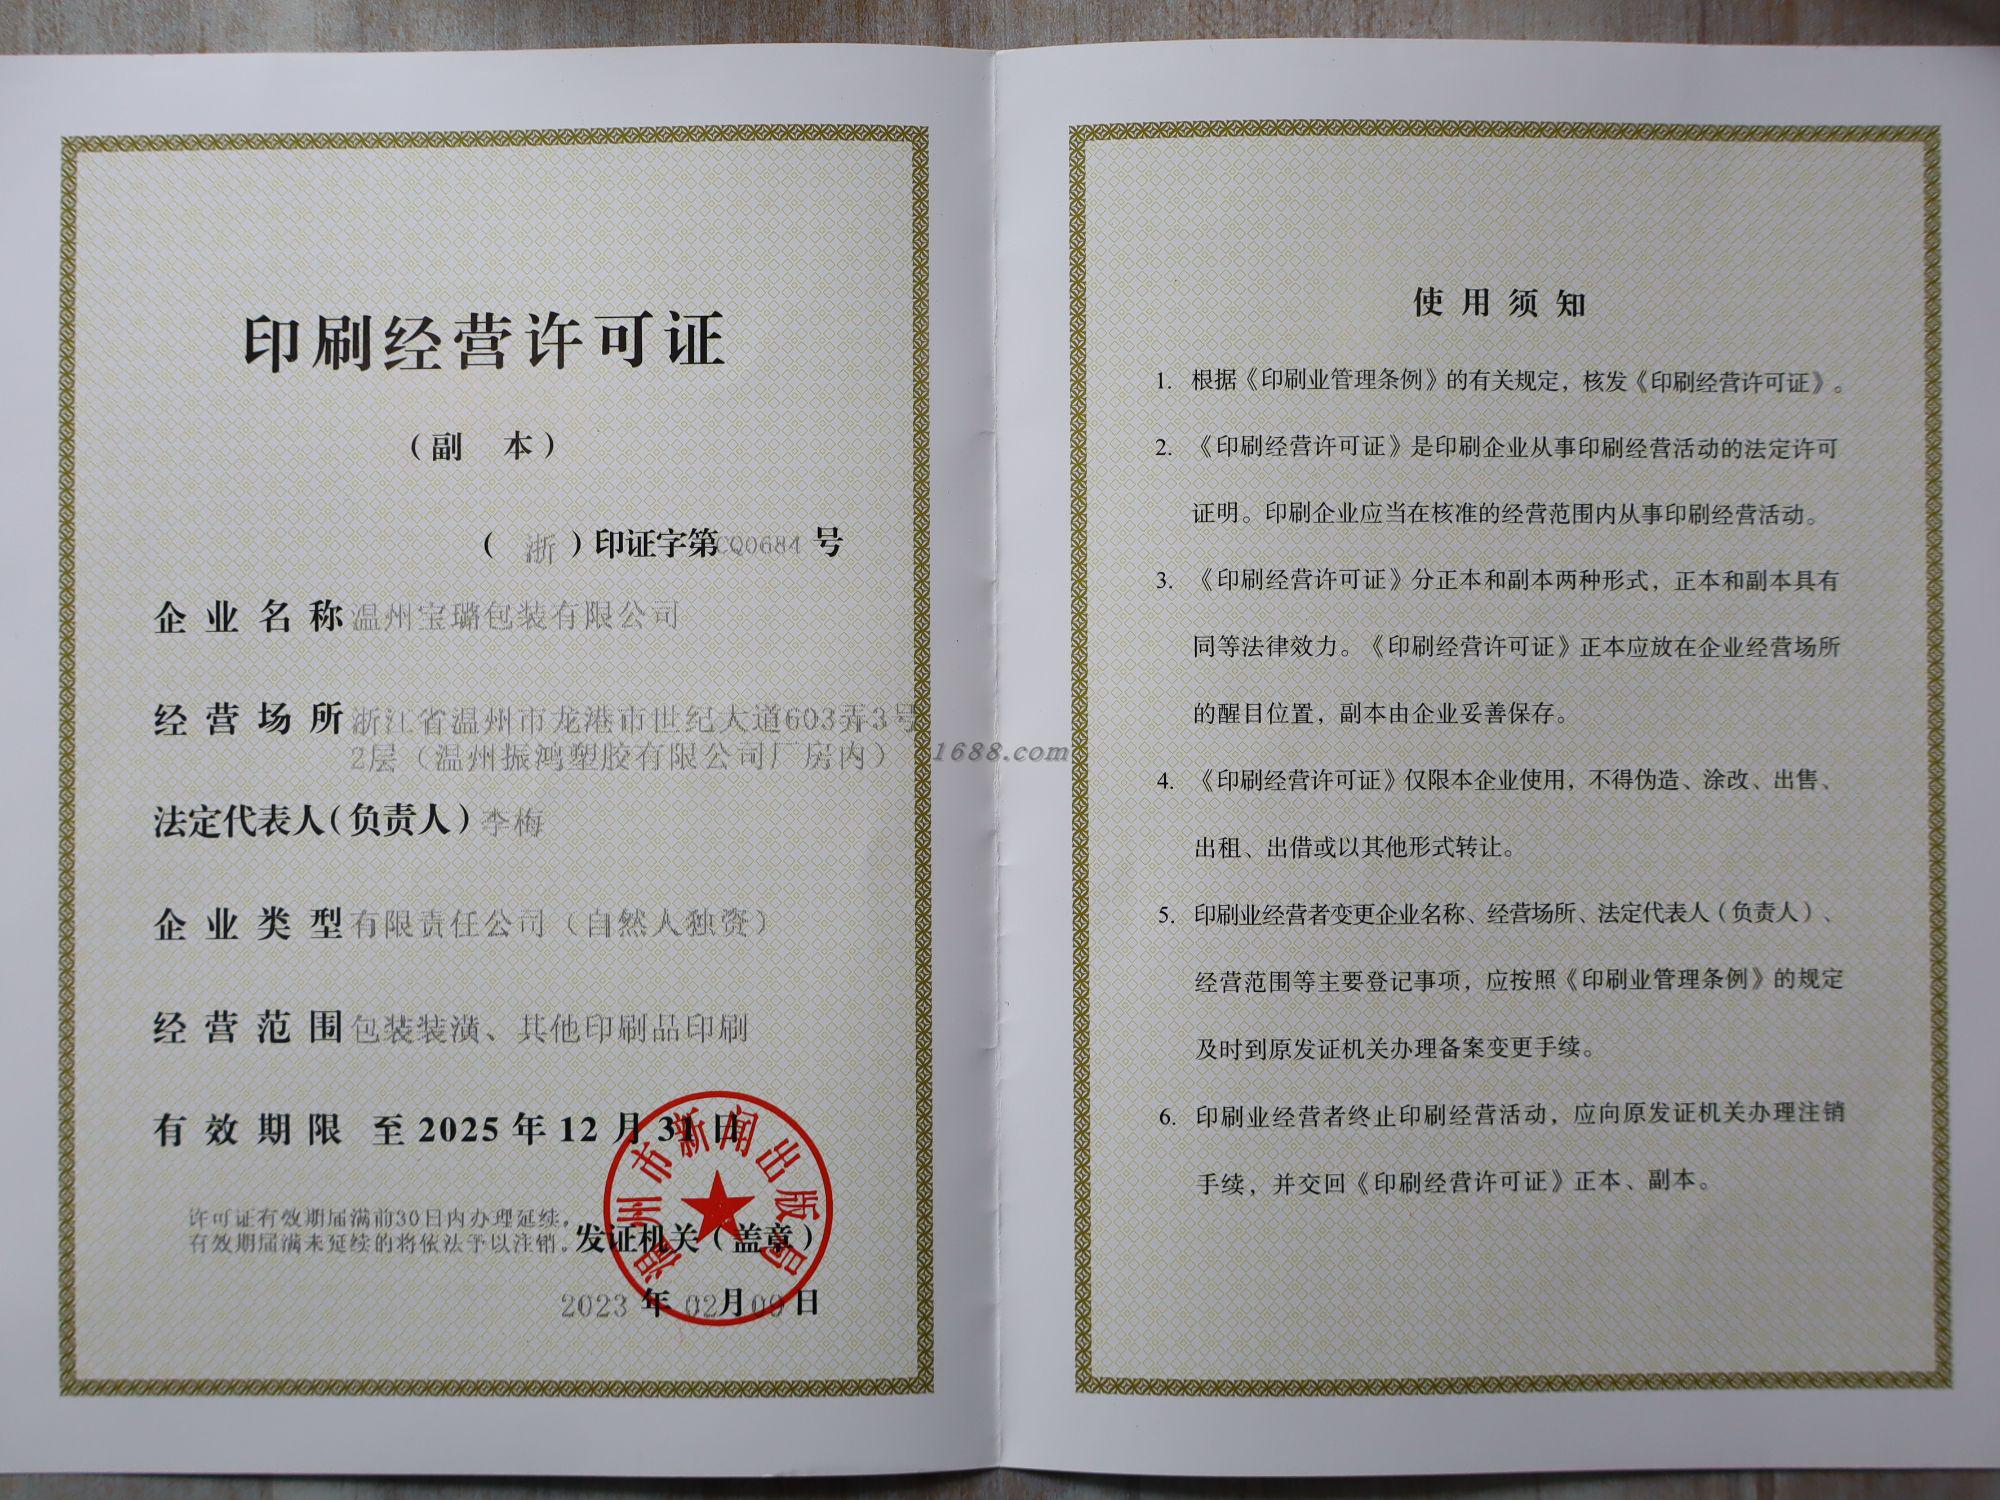 印刷经营许可证
（副 本）
（ 浙 ）印证字第CQ0684 号
企业名称 温州宝璐包装有限公司
经营场所 浙江省温州市龙港市世纪大道603弄3号
2层（温州振鸿塑胶有限公司厂房内）
法定代表人（负责人）李梅
企业类型 有限责任公司（自然人独资）
经营范围 包装装潢、其他印刷品印刷
有效期限 至2025年12月31日
许可证有效期届满前30日内办理延续，
有效期届满未延续的将依法予以注销。
发证机关（盖章）
温州市新闻出版局
2023 年 02月 日
1688.com
使用须知
1. 根据《印刷业管理条例》的有关规定，核发《印刷经营许可证》。
2. 《印刷经营许可证》是印刷企业从事印刷经营活动的法定许可
证明。印刷企业应当在核准的经营范围内从事印刷经营活动。
3. 《印刷经营许可证》分正本和副本两种形式，正本和副本具有
同等法律效力。《印刷经营许可证》正本应放在企业经营场所
的醒目位置，副本由企业妥善保存。
4. 《印刷经营许可证》仅限本企业使用，不得伪造、涂改、出售、
出租、出借或以其他形式转让。
5. 印刷业经营者变更企业名称、经营场所、法定代表人（负责人）、
经营范围等主要登记事项，应按照《印刷业管理条例》的规定
及时到原发证机关办理备案变更手续。
6. 印刷业经营者终止印刷经营活动，应向原发证机关办理注销
手续，并交回《印刷经营许可证》正本、副本。